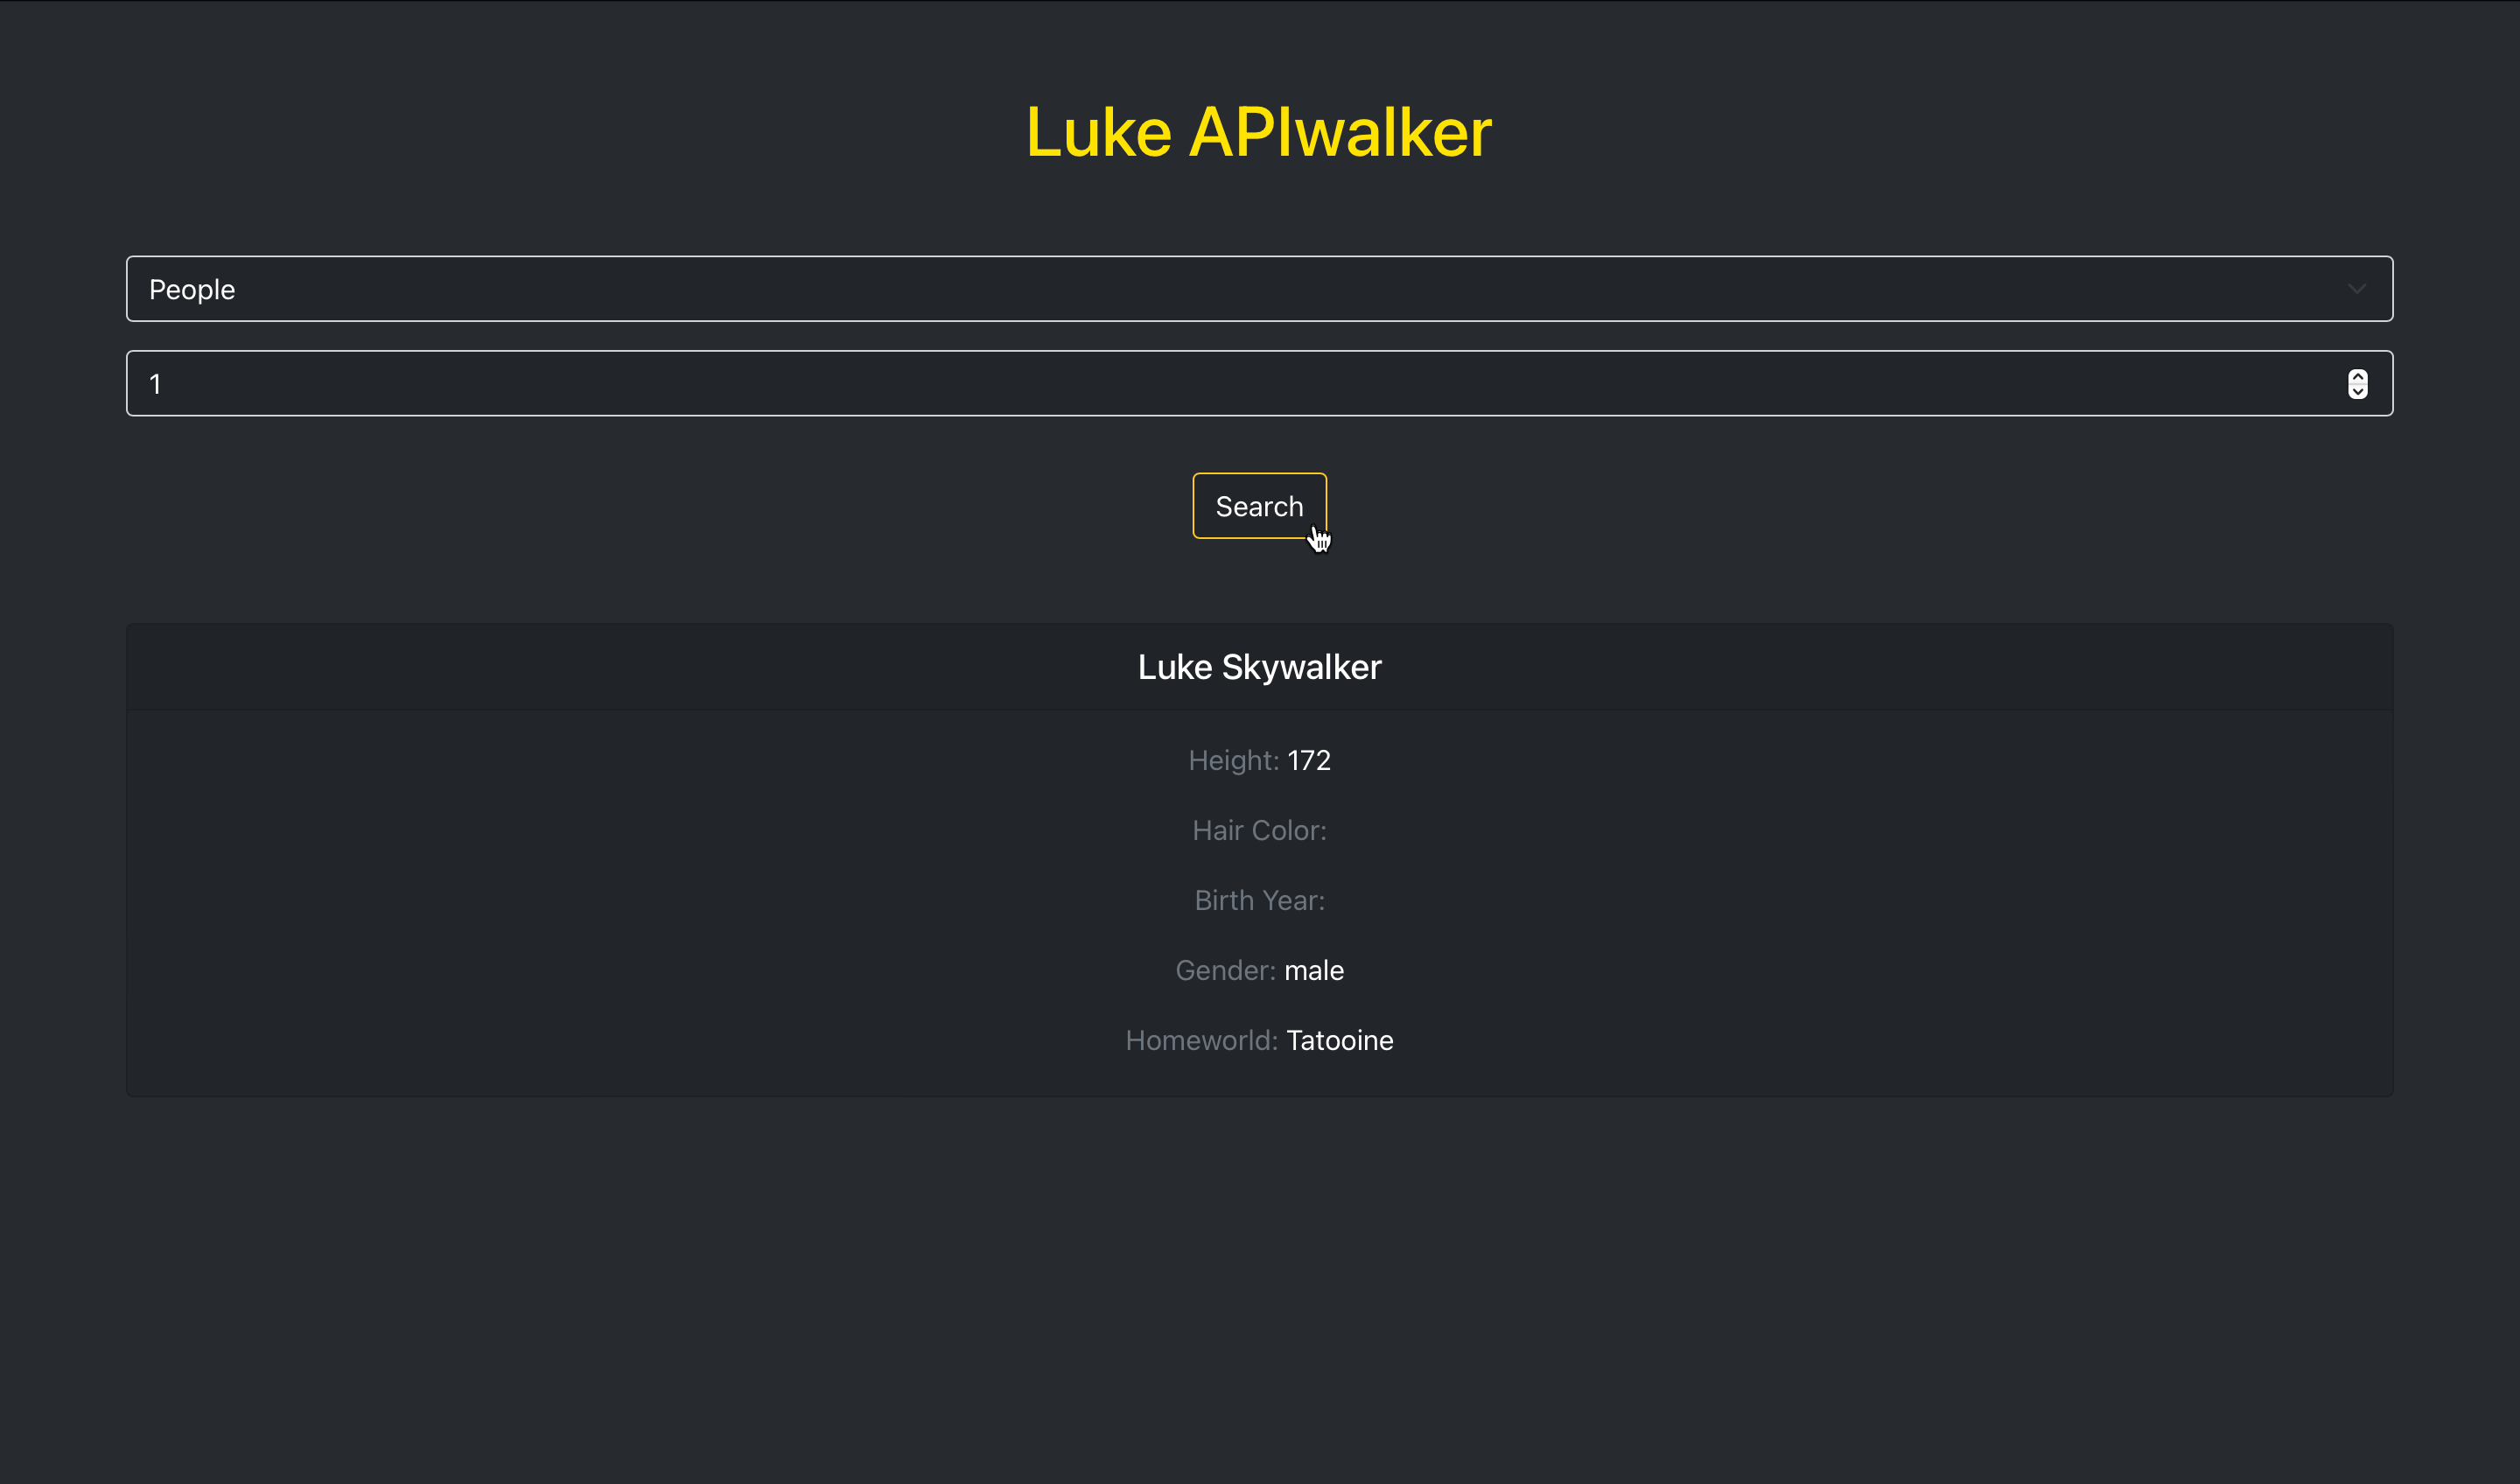 Luke APIwalker
People
1
Search
Luke Skywalker
Height: 172
Hair Color:
Birth Year:
Gender: male
Homeworld: Tatooine